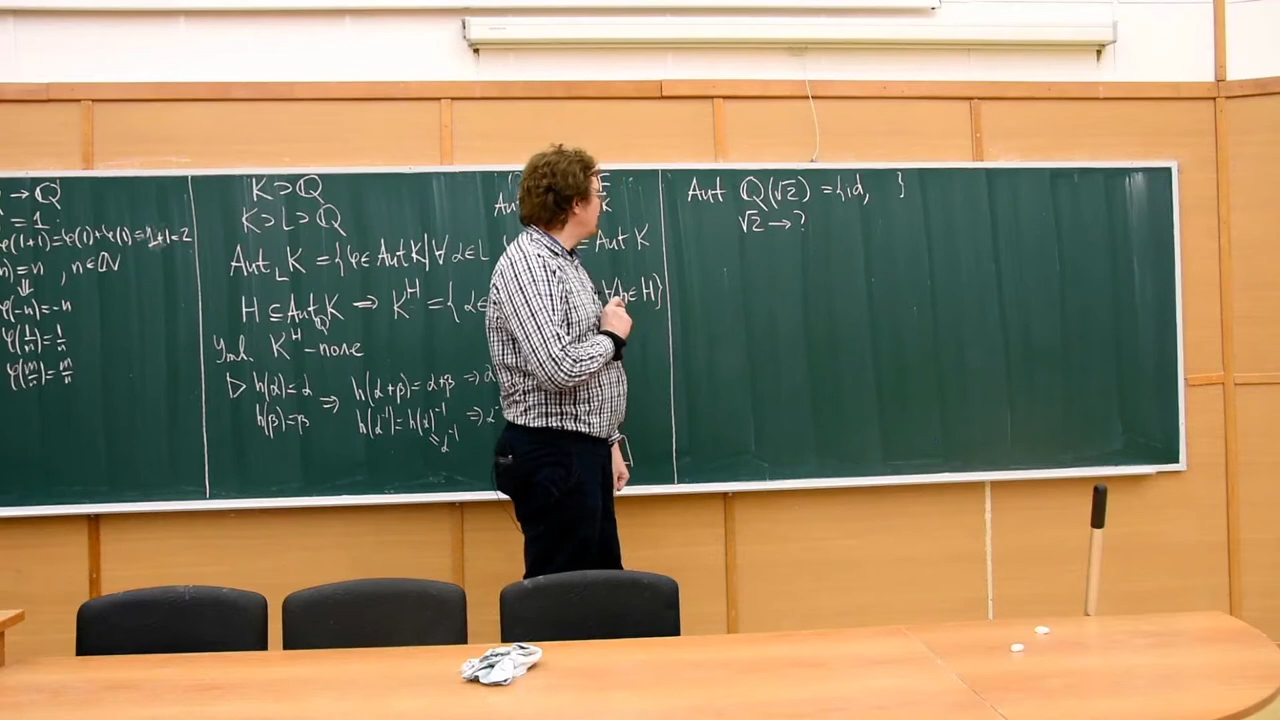 → Q
= 1
φ(1+1)=φ(1)+φ(1)=1+1=2
)=n , n∈ℕ
⇓
φ(-n)=-n
φ(1/n)=1/n
φ(m/n)=m/n
K⊃Q
K⊃L⊃Q
Aut_L K = {φ∈Aut K | ∀α∈L
H ⊆ Aut_Q K ⇒ K^H = {α∈
Утв. K^H – поле
▷ h(α)=α
h(β)=β
⇒
h(α+β)=α+β ⇒
h(α⁻¹)=h(α)⁻¹ ⇒
α⁻¹
= Aut K
∀h∈H}
Aut Q(√2) = {id, }
√2 → ?